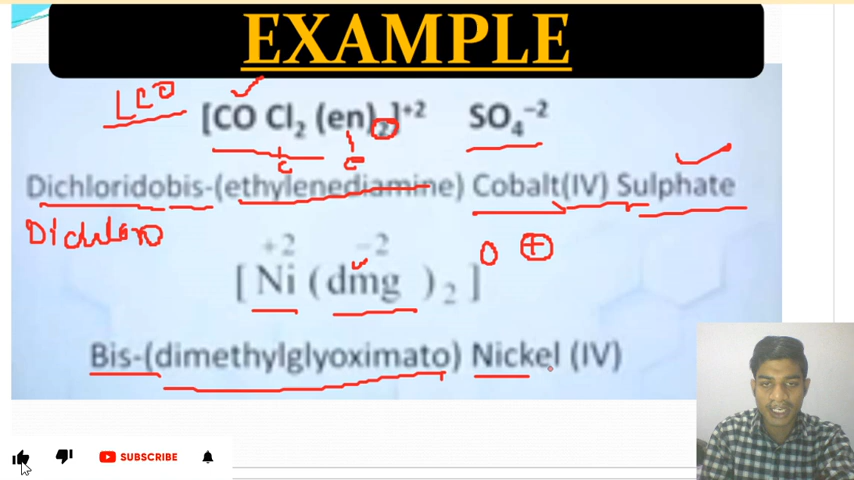 EXAMPLE
LCO
[CO Cl2 (en)2]+2 SO4−2
Dichloridobis-(ethylenediamine) Cobalt(IV) Sulphate
Dichloro
+2 −2
[ Ni ( dmg )2 ] 0 +
Bis-(dimethylglyoximato) Nickel (IV)
SUBSCRIBE